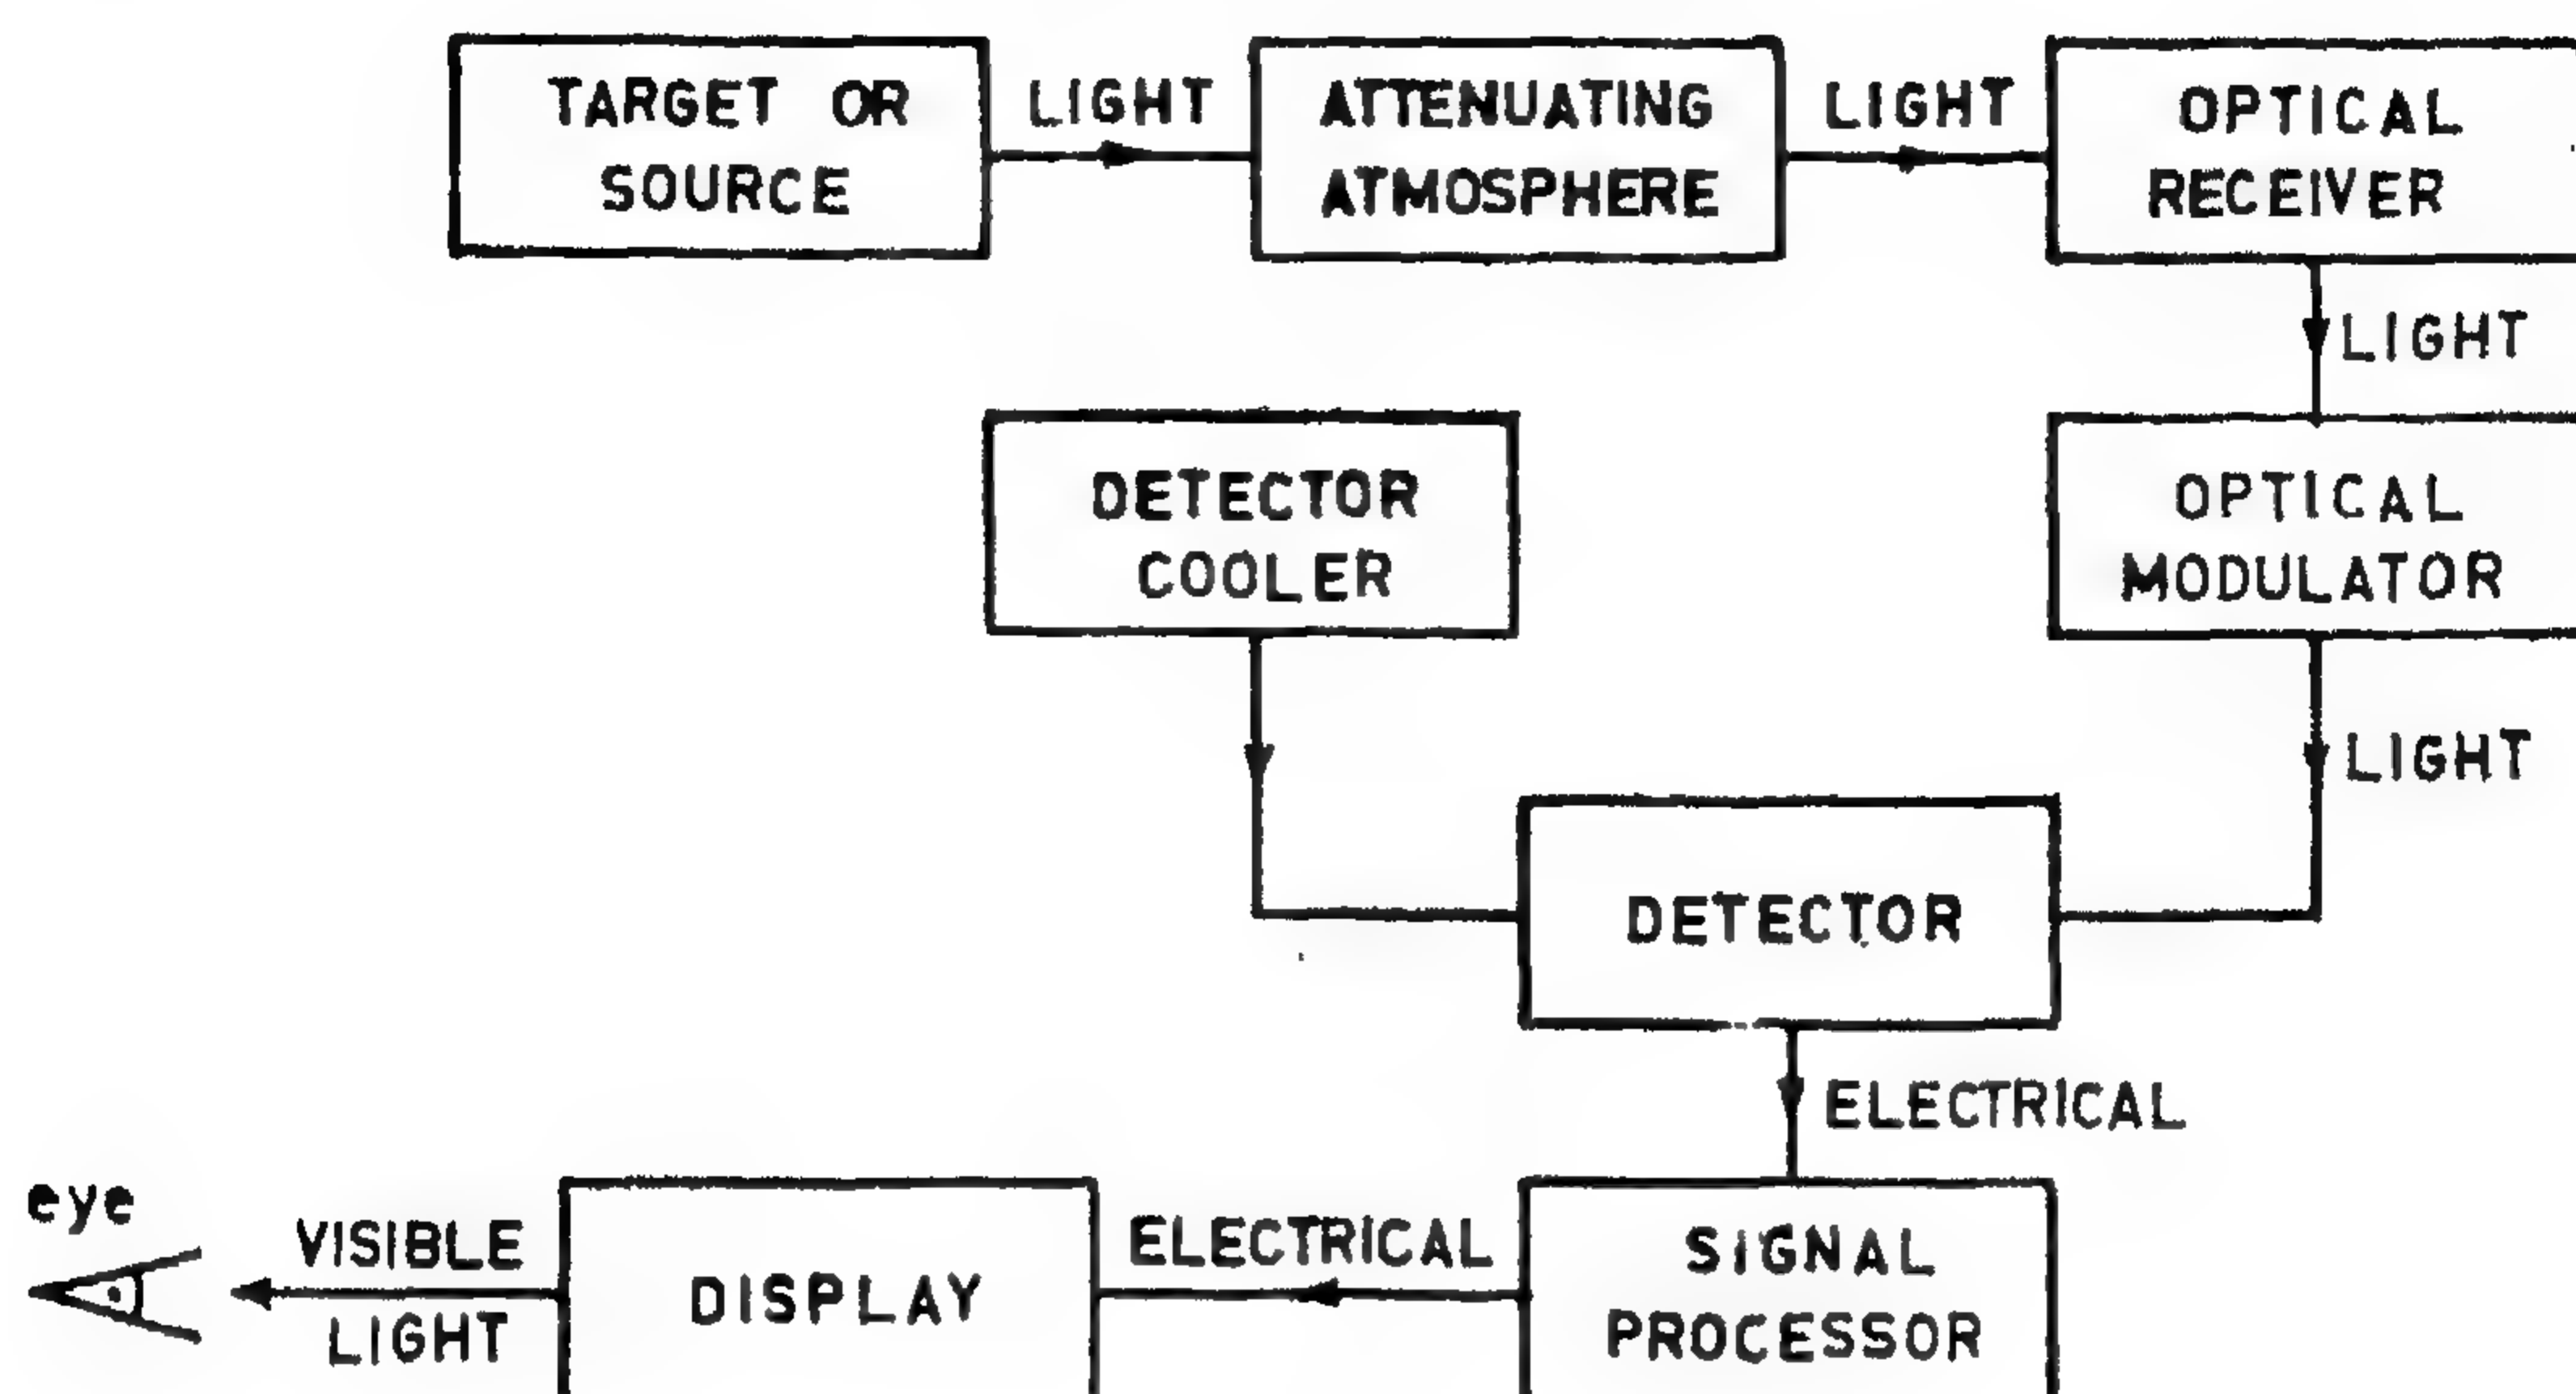 TARGET OR
SOURCE
LIGHT
ATTENUATING
ATMOSPHERE
LIGHT
OPTICAL
RECEIVER
LIGHT
DETECTOR
COOLER
OPTICAL
MODULATOR
LIGHT
DETECTOR
ELECTRICAL
eye
VISIBLE
LIGHT
DISPLAY
ELECTRICAL
SIGNAL
PROCESSOR